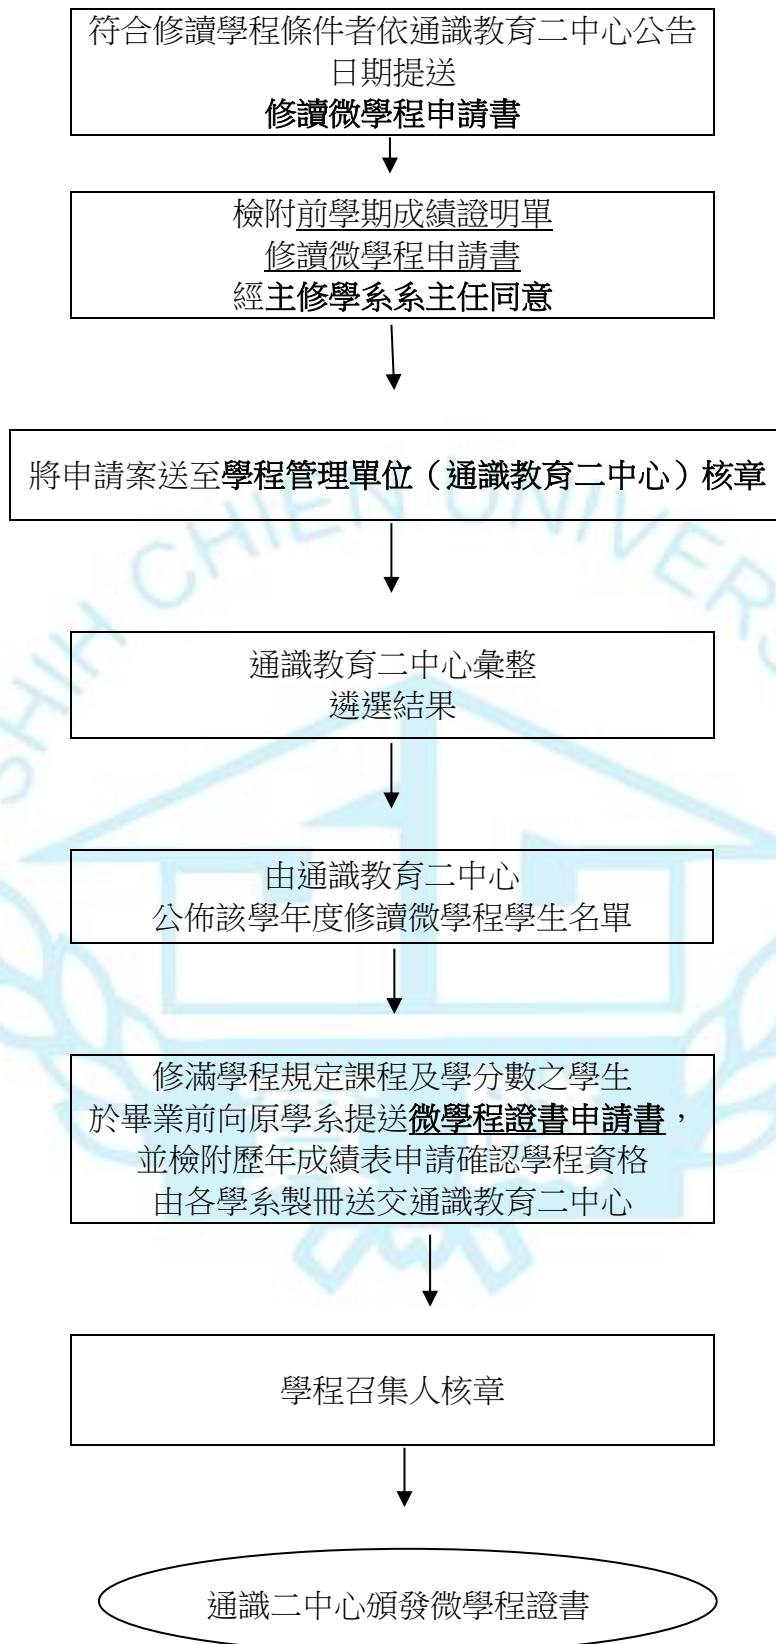 符合修讀學程條件者依通識教育二中心公告
日期提送
修讀微學程申請書
檢附前學期成績證明單
修讀微學程申請書
經主修學系系主任同意
將申請案送至學程管理單位（通識教育二中心）核章
SHIH CHIEN UNIVERS
通識教育二中心彙整
遴選結果
由通識教育二中心
公佈該學年度修讀微學程學生名單
修滿學程規定課程及學分數之學生
於畢業前向原學系提送微學程證書申請書，
並檢附歷年成績表申請確認學程資格
由各學系製冊送交通識教育二中心
學程召集人核章
通識二中心頒發微學程證書